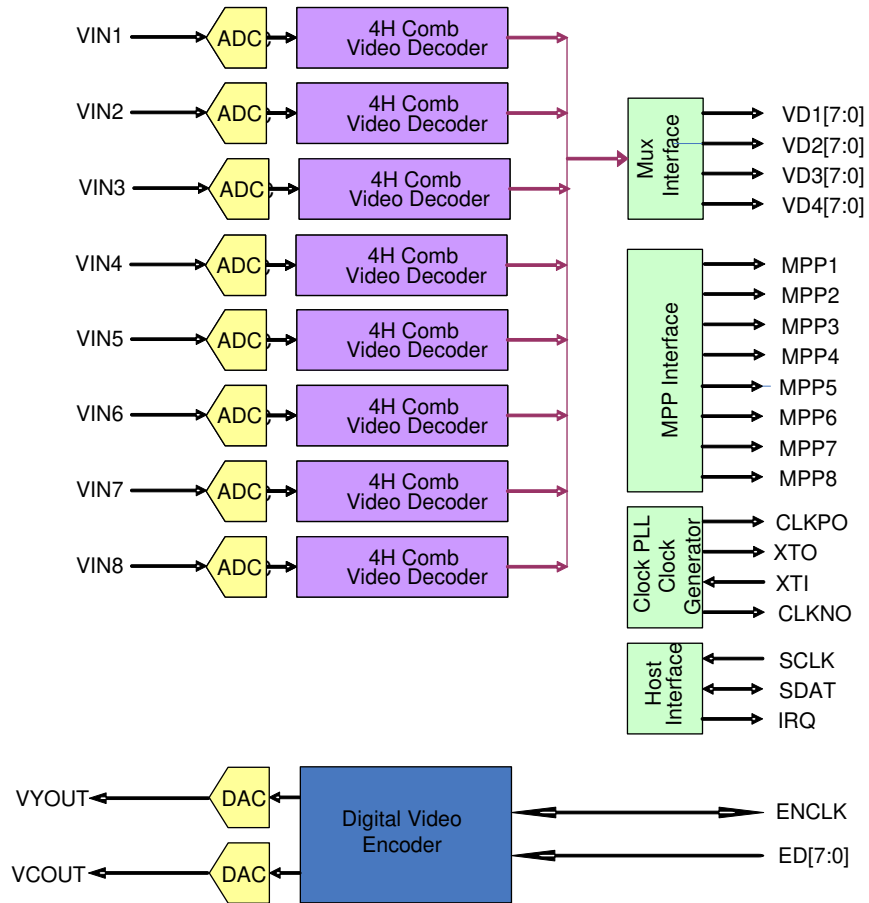 VIN1
ADC
4H Comb
Video Decoder
VIN2
ADC
4H Comb
Video Decoder
VIN3
ADC
4H Comb
Video Decoder
VIN4
ADC
4H Comb
Video Decoder
VIN5
ADC
4H Comb
Video Decoder
VIN6
ADC
4H Comb
Video Decoder
VIN7
ADC
4H Comb
Video Decoder
VIN8
ADC
4H Comb
Video Decoder
Mux
Interface
VD1[7:0]
VD2[7:0]
VD3[7:0]
VD4[7:0]
MPP Interface
MPP1
MPP2
MPP3
MPP4
MPP5
MPP6
MPP7
MPP8
Clock PLL
Clock
Generator
CLKPO
XTO
XTI
CLKNO
Host
Interface
SCLK
SDAT
IRQ
VYOUT
DAC
VCOUT
DAC
Digital Video
Encoder
ENCLK
ED[7:0]